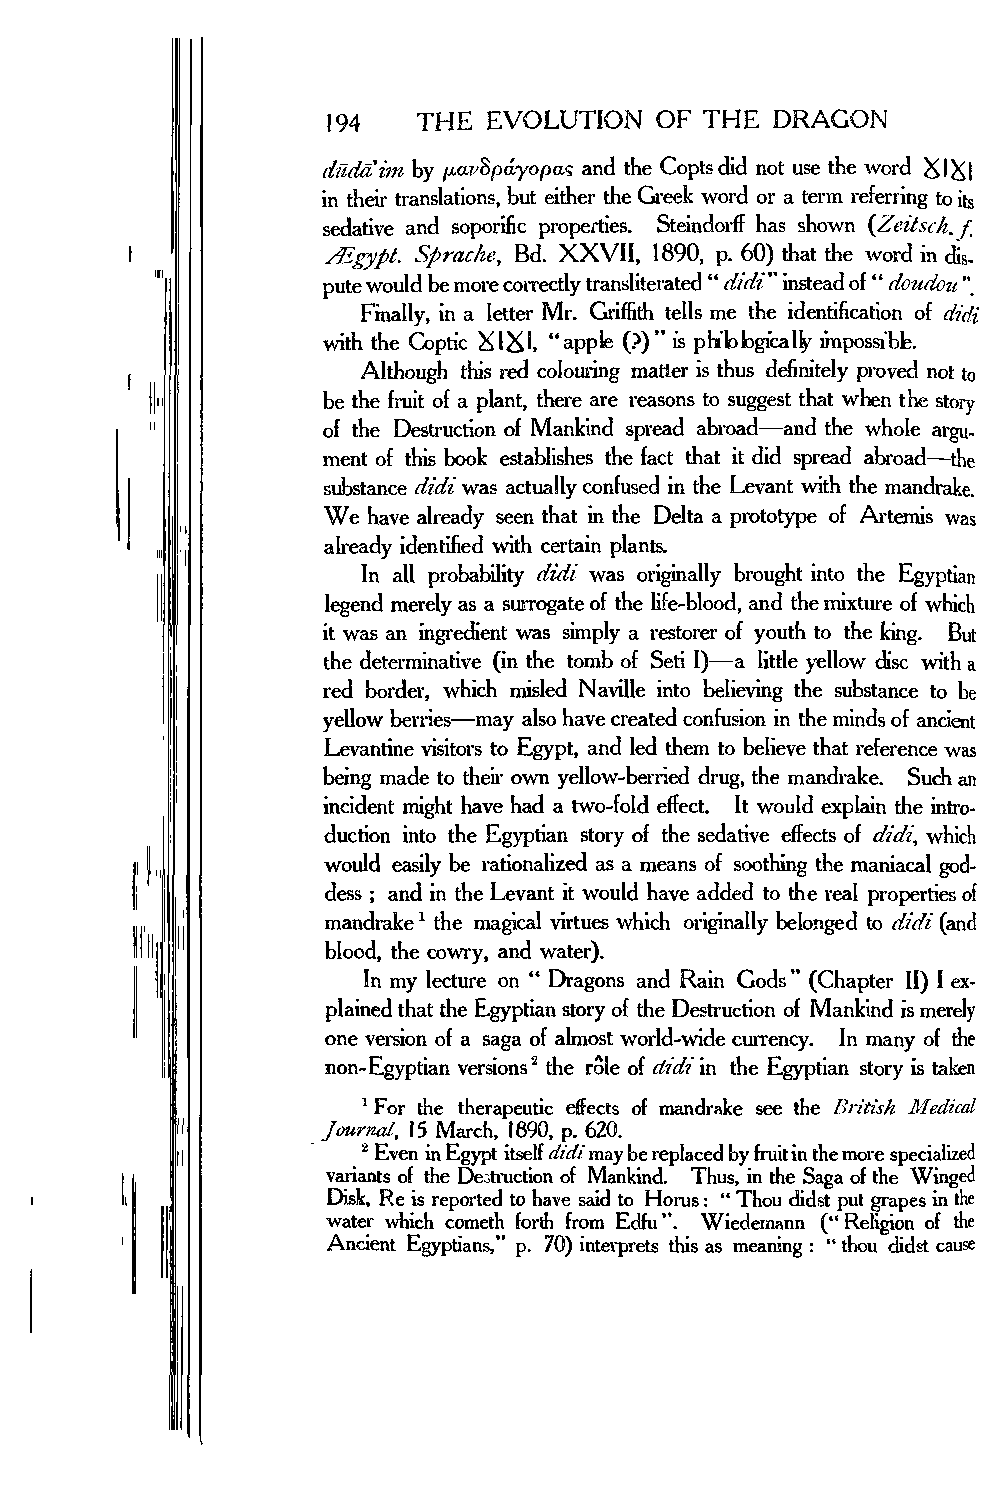 194 THE EVOLUTION OF THE DRAGON
dūdā'im by μανδράγορας and the Copts did not use the word ϪΙϪΙ
in their translations, but either the Greek word or a term referring to its
sedative and soporific properties. Steindorff has shown (Zeitsch. f.
Ægypt. Sprache, Bd. XXVII, 1890, p. 60) that the word in dis-
pute would be more correctly transliterated “ didi” instead of “ doudou ”.
Finally, in a letter Mr. Griffith tells me the identification of didi
with the Coptic ϪΙϪΙ, “apple (?)” is philologically impossible.
Although this red colouring matter is thus definitely proved not to
be the fruit of a plant, there are reasons to suggest that when the story
of the Destruction of Mankind spread abroad—and the whole argu-
ment of this book establishes the fact that it did spread abroad—the
substance didi was actually confused in the Levant with the mandrake.
We have already seen that in the Delta a prototype of Artemis was
already identified with certain plants.
In all probability didi was originally brought into the Egyptian
legend merely as a surrogate of the life-blood, and the mixture of which
it was an ingredient was simply a restorer of youth to the king. But
the determinative (in the tomb of Seti I)—a little yellow disc with a
red border, which misled Naville into believing the substance to be
yellow berries—may also have created confusion in the minds of ancient
Levantine visitors to Egypt, and led them to believe that reference was
being made to their own yellow-berried drug, the mandrake. Such an
incident might have had a two-fold effect. It would explain the intro-
duction into the Egyptian story of the sedative effects of didi, which
would easily be rationalized as a means of soothing the maniacal god-
dess ; and in the Levant it would have added to the real properties of
mandrake ¹ the magical virtues which originally belonged to didi (and
blood, the cowry, and water).
In my lecture on “ Dragons and Rain Gods” (Chapter II) I ex-
plained that the Egyptian story of the Destruction of Mankind is merely
one version of a saga of almost world-wide currency. In many of the
non-Egyptian versions ² the rôle of didi in the Egyptian story is taken
¹ For the therapeutic effects of mandrake see the British Medical
Journal, 15 March, 1890, p. 620.
² Even in Egypt itself didi may be replaced by fruit in the more specialized
variants of the Destruction of Mankind. Thus, in the Saga of the Winged
Disk, Re is reported to have said to Horus : “ Thou didst put grapes in the
water which cometh forth from Edfu”. Wiedemann (“ Religion of the
Ancient Egyptians,” p. 70) interprets this as meaning : “ thou didst cause